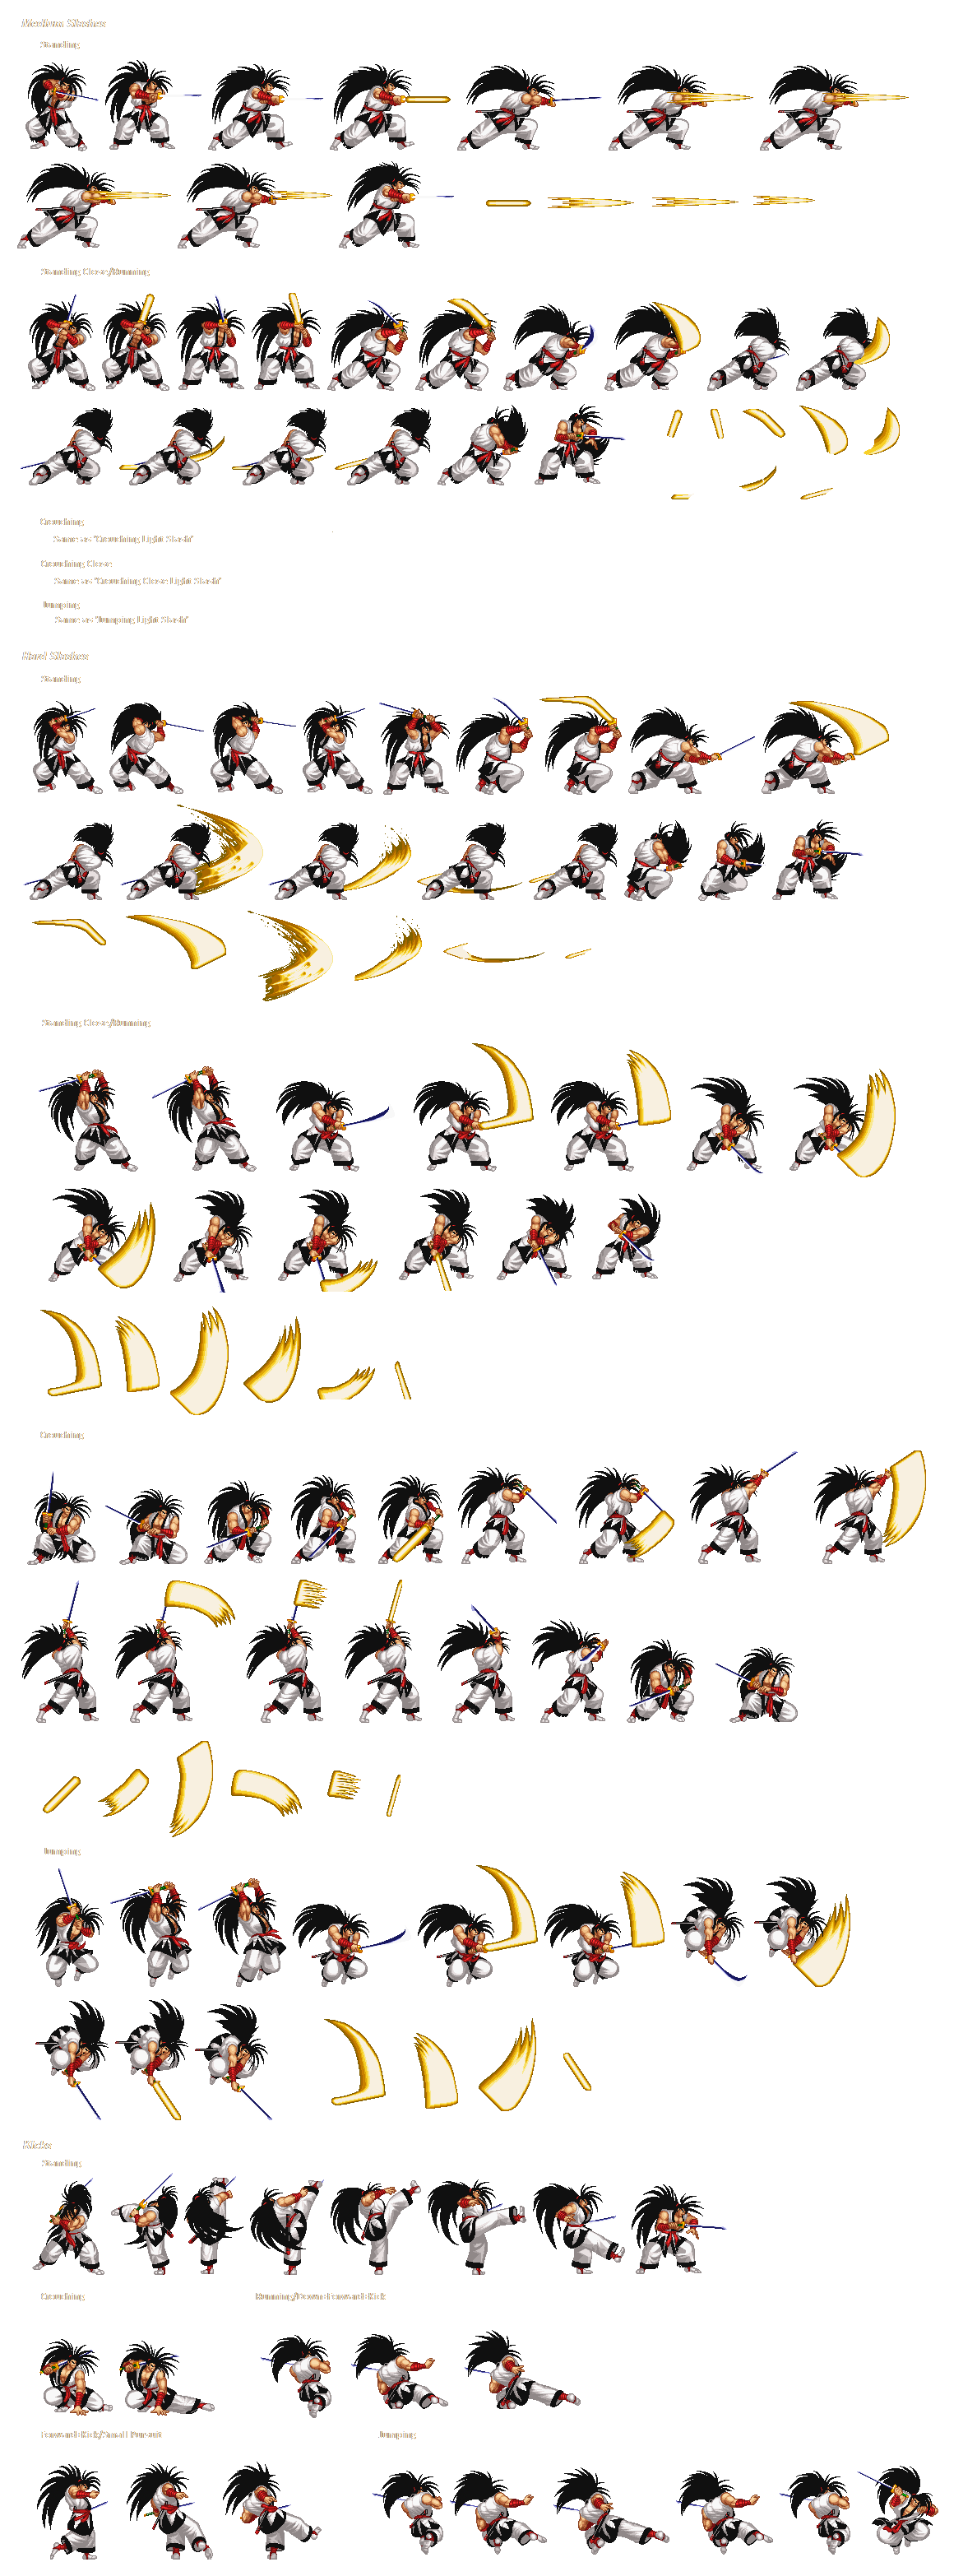 Medium Slashes
Standing
Standing Close/Running
Crouching
Same as "Crouching Light Slash"
Crouching Close
Same as "Crouching Close Light Slash"
Jumping
Same as "Jumping Light Slash"
Hard Slashes
Standing
Standing Close/Running
Crouching
Jumping
Kicks
Standing
Crouching
Running/Down-Forward+Kick
Forward+Kick/Small Pursuit
Jumping